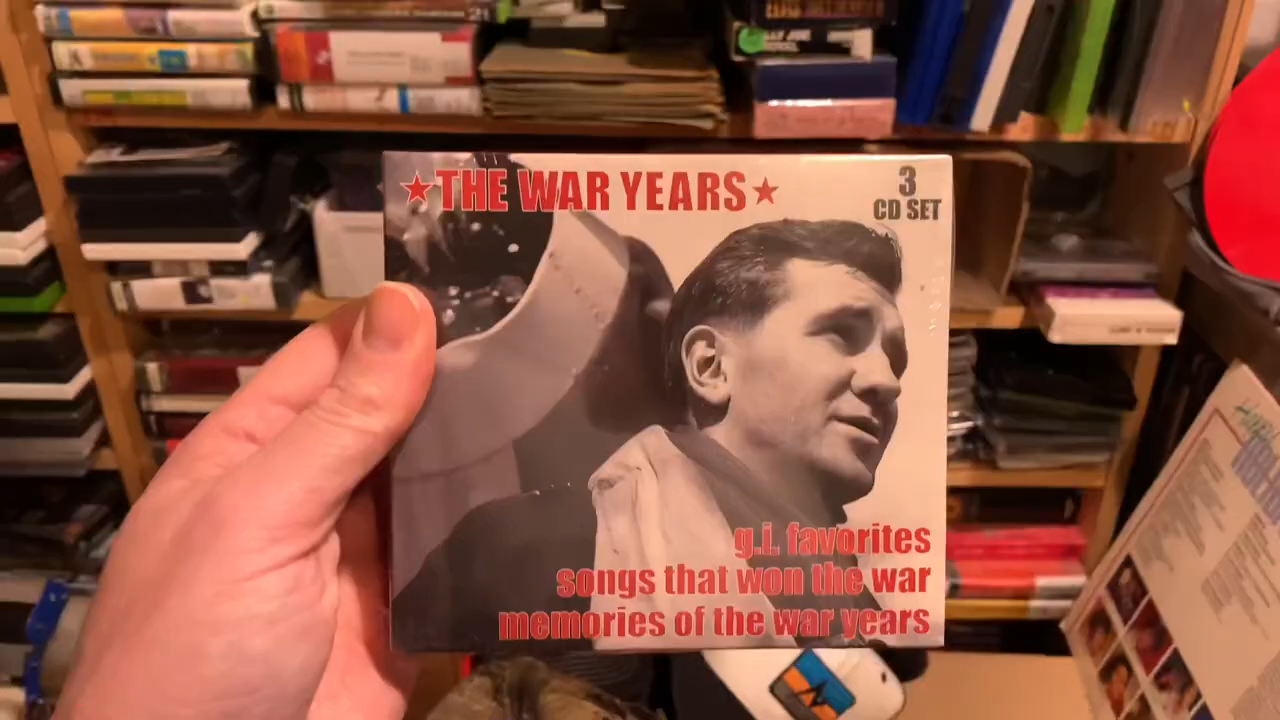 ★THE WAR YEARS★
3
CD SET
g.i. favorites
songs that won the war
memories of the war years